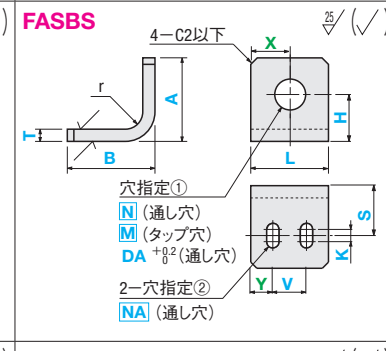 FASBS
25
4－C2以下
X
r
A
H
T
B
L
穴指定①
N (通し穴)
M (タップ穴)
DA +0.2 0 (通し穴)
S
K
2－穴指定②
Y V
NA (通し穴)